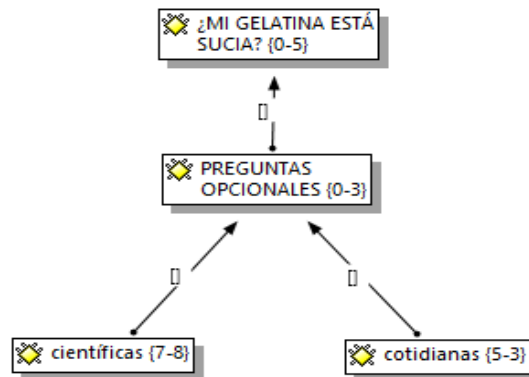 ¿MI GELATINA ESTÁ
SUCIA? {0-5}
[]
PREGUNTAS
OPCIONALES {0-3}
[]
[]
científicas {7-8}
cotidianas {5-3}